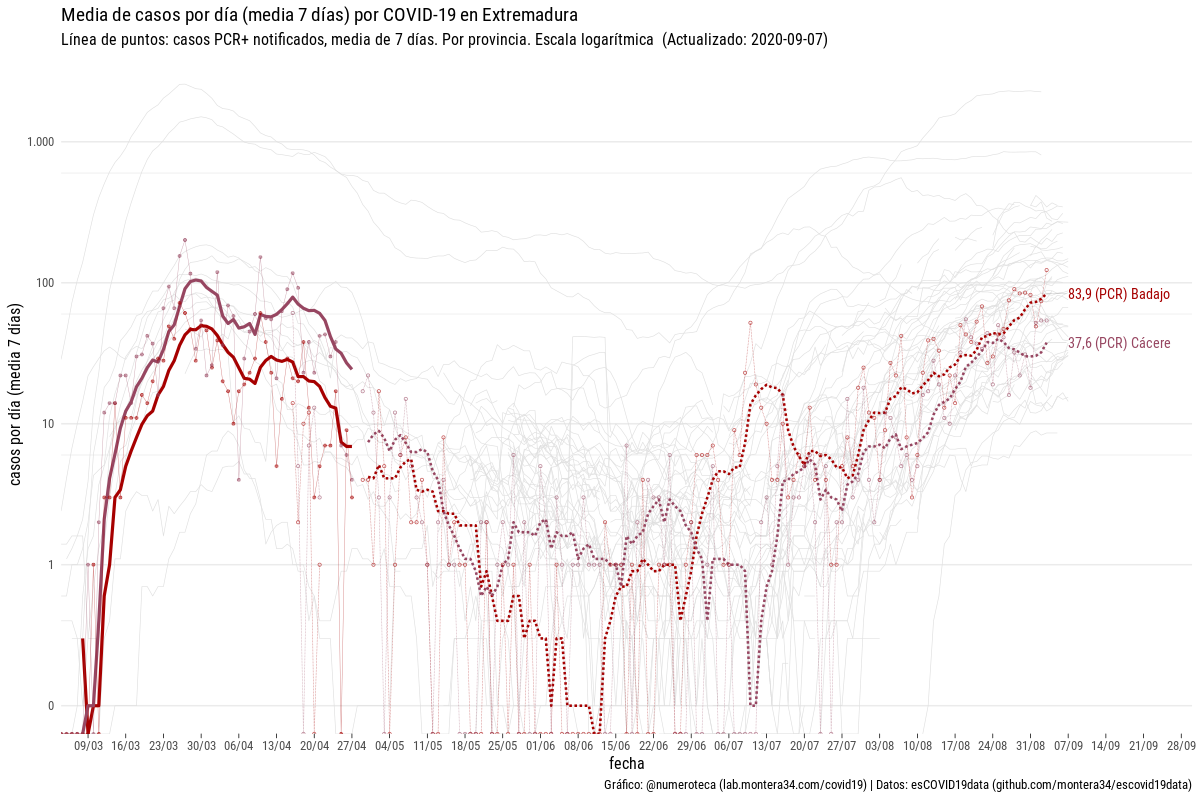 Media de casos por día (media 7 días) por COVID-19 en Extremadura
Línea de puntos: casos PCR+ notificados, media de 7 días. Por provincia. Escala logarítmica (Actualizado: 2020-09-07)
casos por día (media 7 días)
1.000
100
10
1
0
83,9 (PCR) Badajo
37,6 (PCR) Cácere
09/03 16/03 23/03 30/03 06/04 13/04 20/04 27/04 04/05 11/05 18/05 25/05 01/06 08/06 15/06 22/06 29/06 06/07 13/07 20/07 27/07 03/08 10/08 17/08 24/08 31/08 07/09 14/09 21/09 28/09
fecha
Gráfico: @numeroteca (lab.montera34.com/covid19) | Datos: esCOVID19data (github.com/montera34/escovid19data)